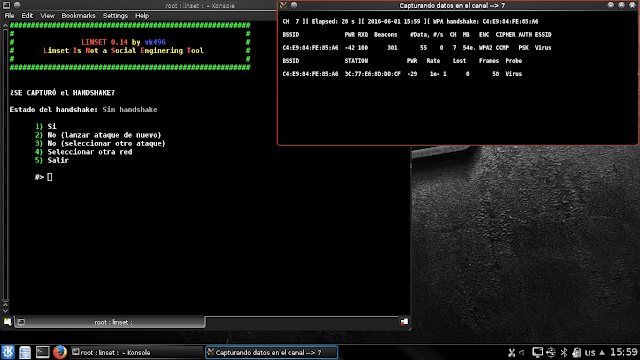 root : linset : - Konsole
File Edit View Bookmarks Settings Help
LINSET 0.14 by vk496
Linset Is Not a Social Enginering Tool
¿SE CAPTURÓ el HANDSHAKE?
Estado del handshake: Sin handshake
1) Si
2) No (lanzar ataque de nuevo)
3) No (seleccionar otro ataque)
4) Seleccionar otra red
5) Salir
#>
root : linset :
Capturando datos en el canal --> 7
CH 7 ][ Elapsed: 28 s ][ 2016-06-01 15:59 ][ WPA handshake: C4:E9:84:FE:85:A6
BSSID PWR RXQ Beacons #Data, #/s CH MB ENC CIPHER AUTH ESSID
C4:E9:84:FE:85:A6 -42 100 301 55 0 7 54e. WPA2 CCMP PSK Virus
BSSID STATION PWR Rate Lost Frames Probe
C4:E9:84:FE:85:A6 3C:77:E6:8D:DD:CF -29 1e- 1 0 50 Virus
root : linset : - Konsole
Capturando datos en el canal --> 7
us
15:59